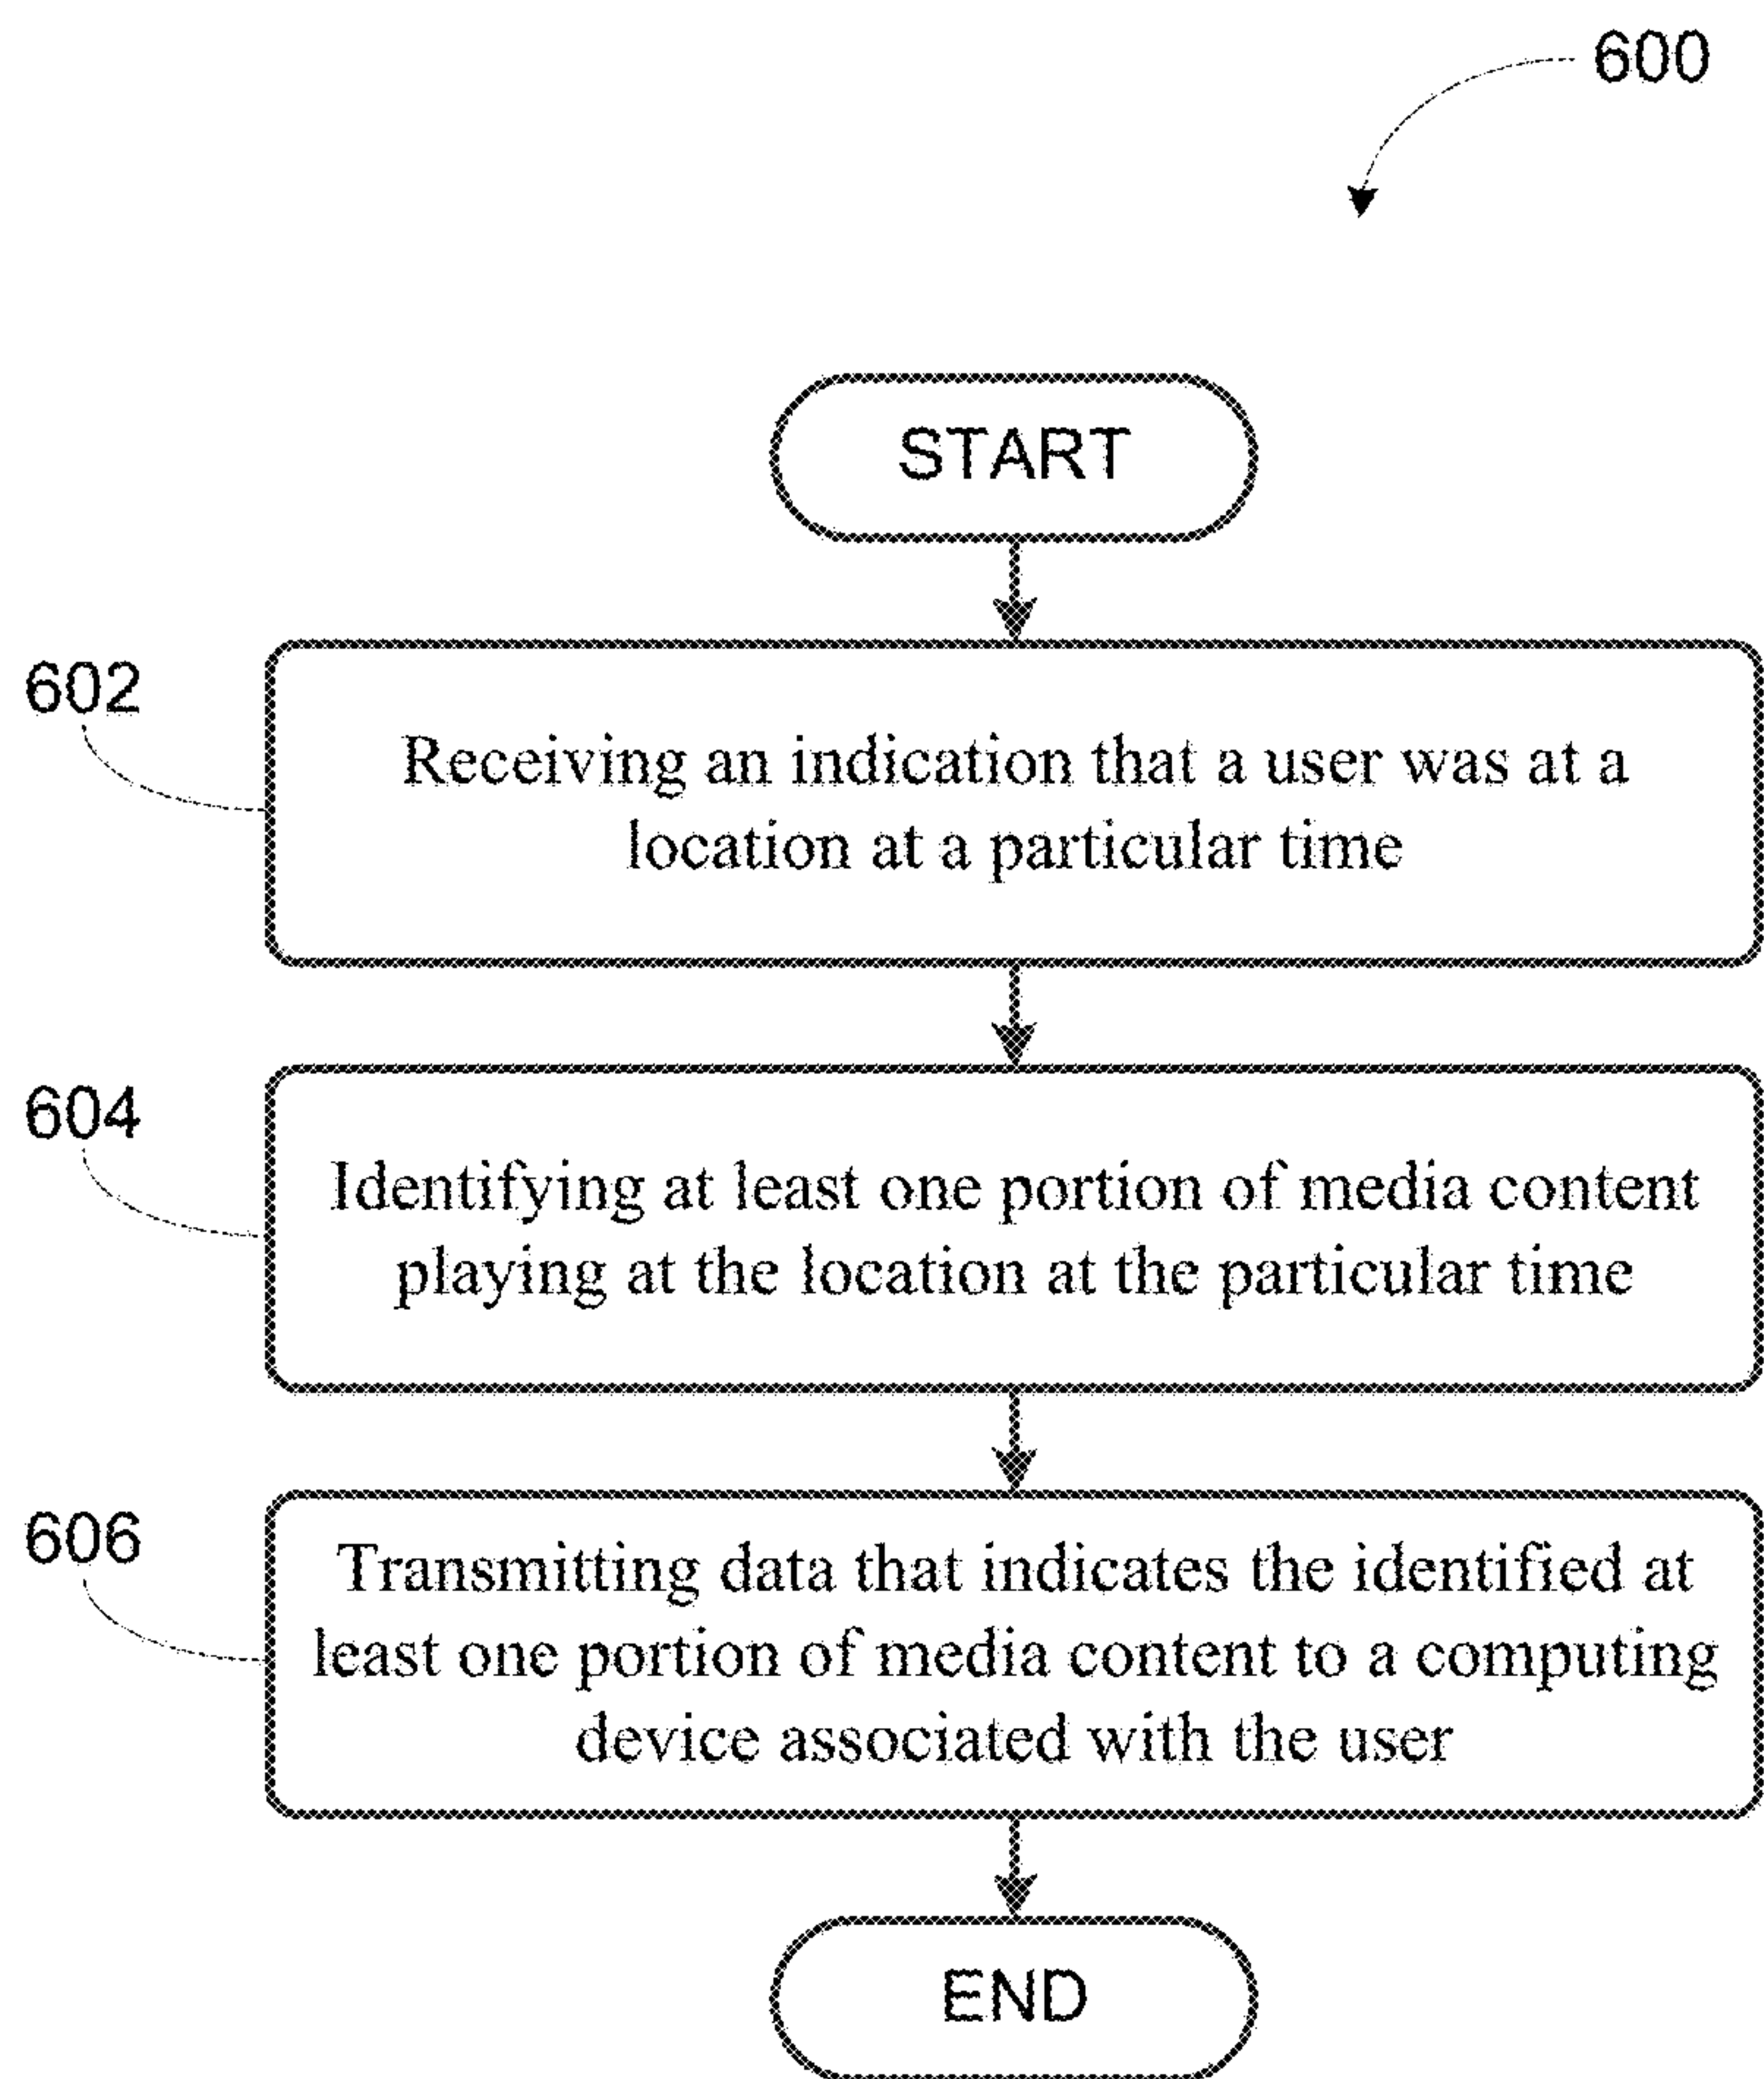 600
START
602
Receiving an indication that a user was at a
location at a particular time
604
Identifying at least one portion of media content
playing at the location at the particular time
606
Transmitting data that indicates the identified at
least one portion of media content to a computing
device associated with the user
END